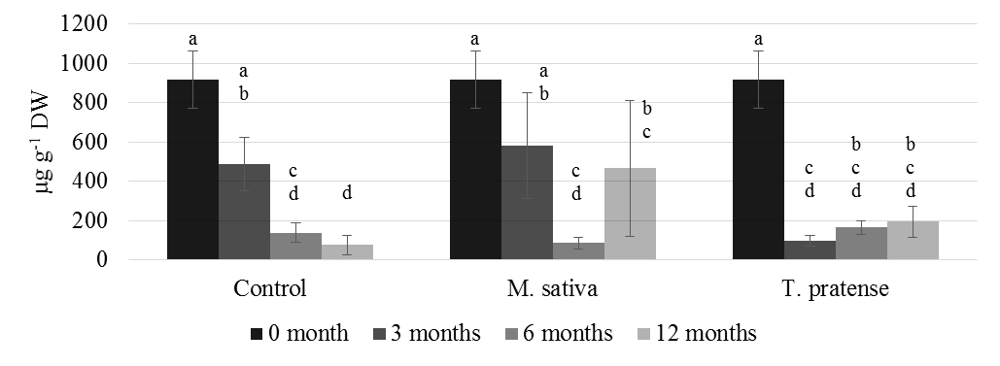 1200
1000
800
600
400
200
0
µg g-1 DW
a
a
b
c
d
d
a
a
b
c
d
b
c
a
c
d
b
c
d
b
c
d
Control M. sativa T. pratense
0 month 3 months 6 months 12 months